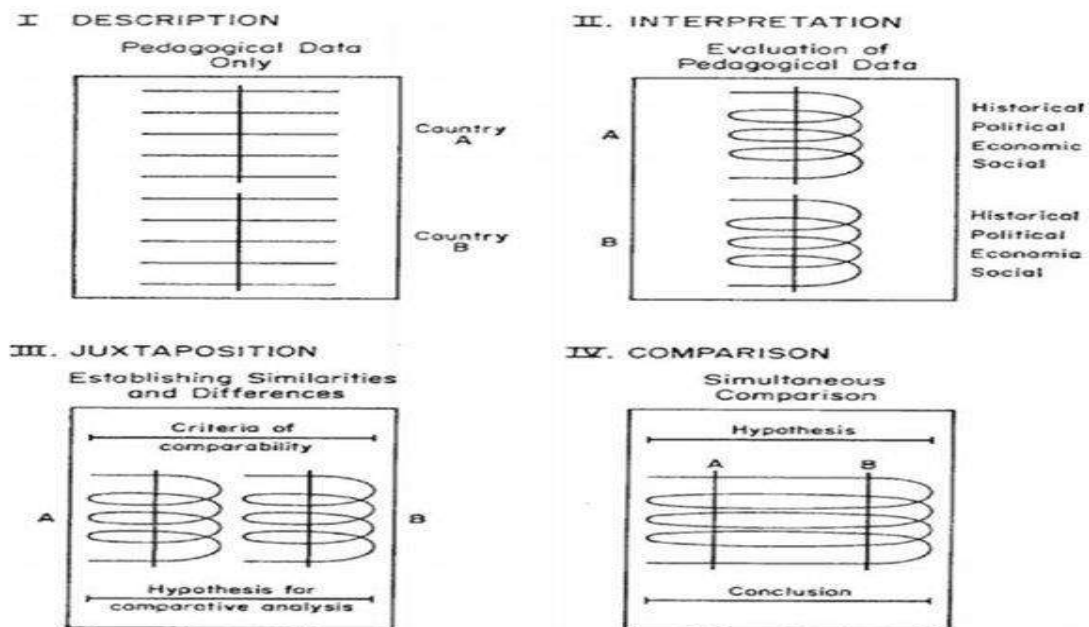 I DESCRIPTION
Pedagogical Data
Only
Country
A
Country
B
II. INTERPRETATION
Evaluation of
Pedagogical Data
A
Historical
Political
Economic
Social
B
Historical
Political
Economia
Social
III. JUXTAPOSITION
Establishing Similarities
and Differences
Criteria of
comparability
A
B
Hypothesis for
comparative analysis
IV. COMPARISON
Simultaneous
Comparison
Hypothesis
A B
Conclusion